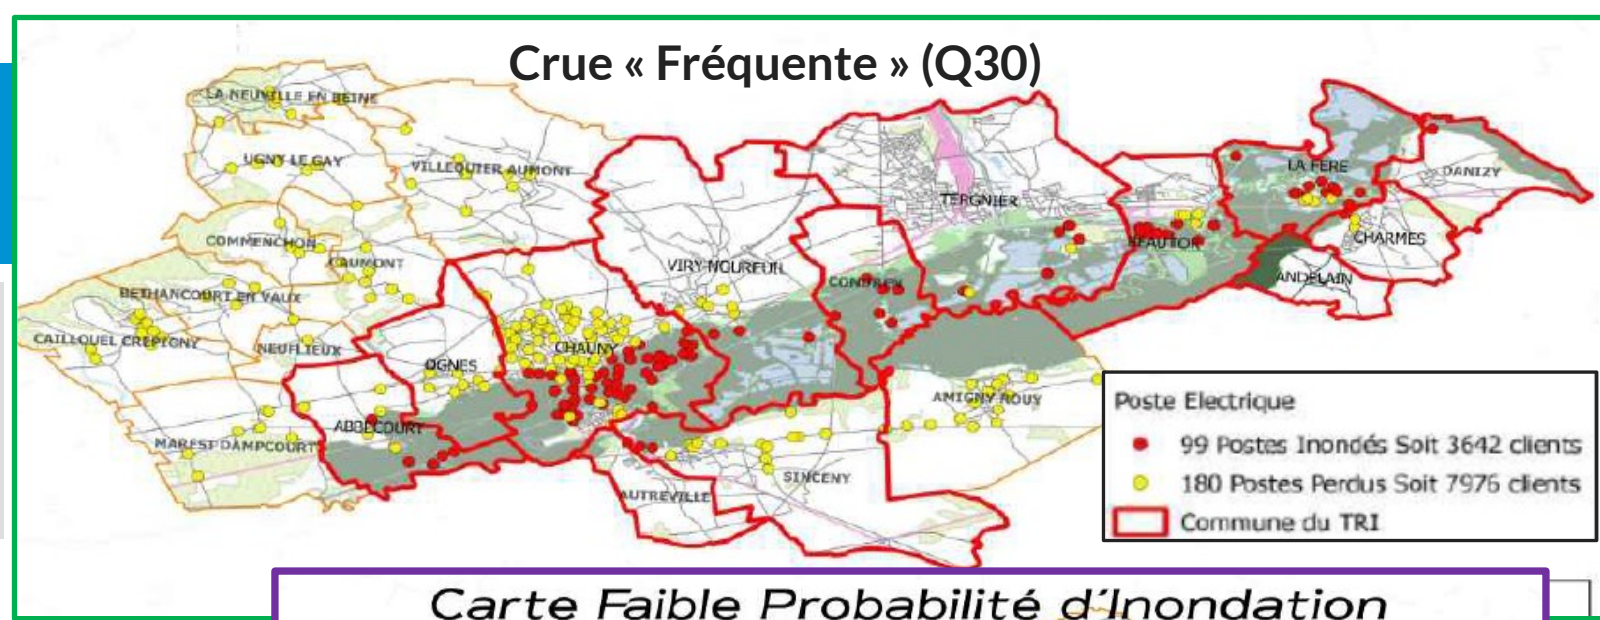 Crue « Fréquente » (Q30)
LA NEUVILLE EN BEINE
UGNY LE GAY
VILLEQUIER AUMONT
LA FERE
DANIZY
TERGNIER
COMMENCHON
CAUMONT
VIRY-NOUREUIL
BEAUTOR
CHARMES
CONDREN
ANDELAIN
BETHANCOURT EN VAUX
CAILLOUEL CREPIGNY
NEUFLIEUX
CHAUNY
OGNES
AMIGNY ROUY
ABBECOURT
MAREST DAMPCOURT
SINCENY
AUTREVILLE
Poste Electrique
99 Postes Inondés Soit 3642 clients
180 Postes Perdus Soit 7976 clients
Commune du TRI
Carte Faible Probabilité d'Inondation